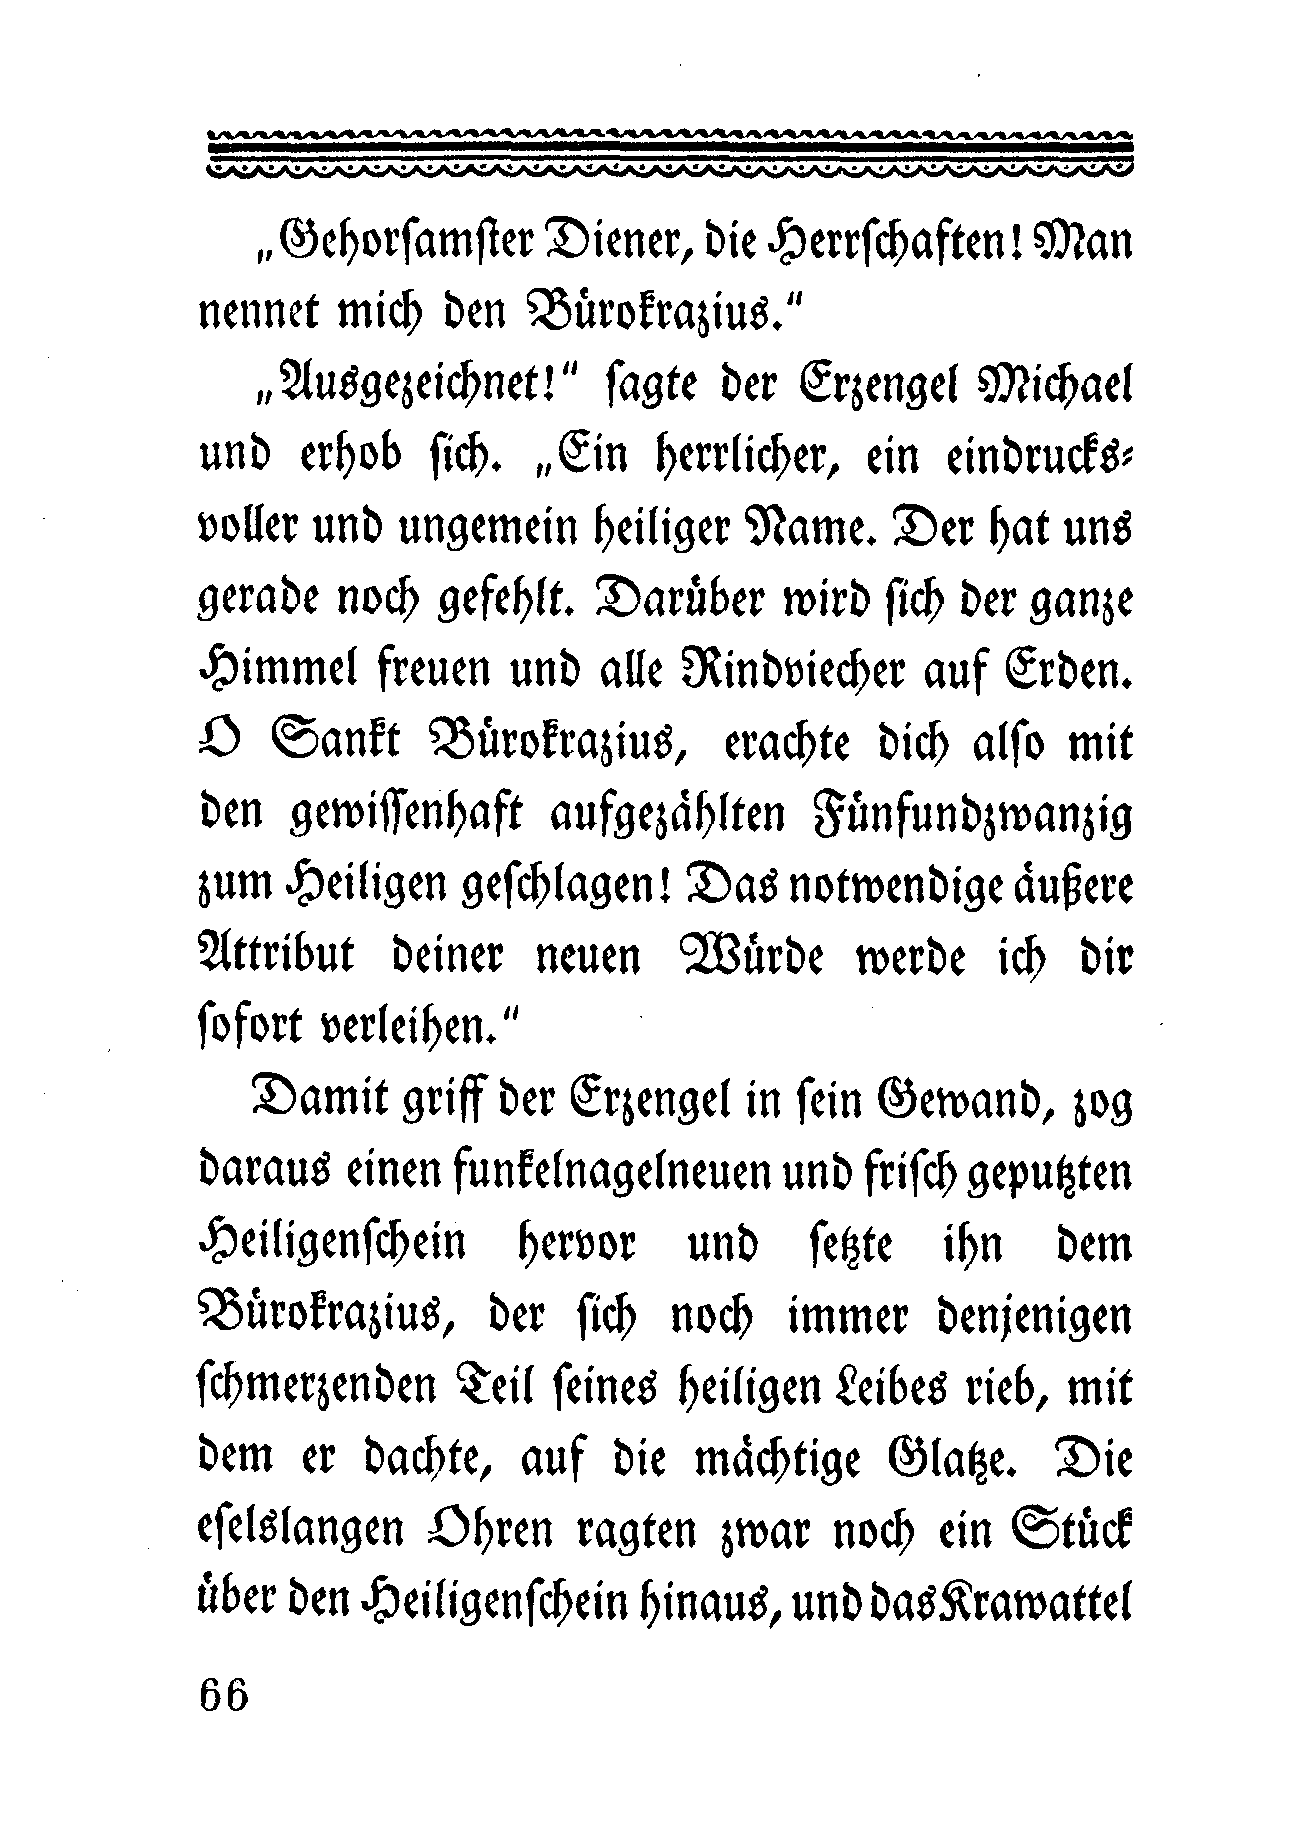 „Gehorſamſter Diener, die Herrſchaften! Man
nennet mich den Bürokrazius.“
„Ausgezeichnet!“ ſagte der Erzengel Michael
und erhob ſich. „Ein herrlicher, ein eindrucks⸗
voller und ungemein heiliger Name. Der hat uns
gerade noch gefehlt. Darüber wird ſich der ganze
Himmel freuen und alle Rindviecher auf Erden.
O Sankt Bürokrazius, erachte dich alſo mit
den gewiſſenhaft aufgezählten Fünfundzwanzig
zum Heiligen geſchlagen! Das notwendige äußere
Attribut deiner neuen Würde werde ich dir
ſofort verleihen.“
Damit griff der Erzengel in ſein Gewand, zog
daraus einen funkelnagelneuen und friſch geputzten
Heiligenſchein hervor und ſetzte ihn dem
Bürokrazius, der ſich noch immer denjenigen
ſchmerzenden Teil ſeines heiligen Leibes rieb, mit
dem er dachte, auf die mächtige Glatze. Die
eſelslangen Ohren ragten zwar noch ein Stück
über den Heiligenſchein hinaus, und das Krawattel
66